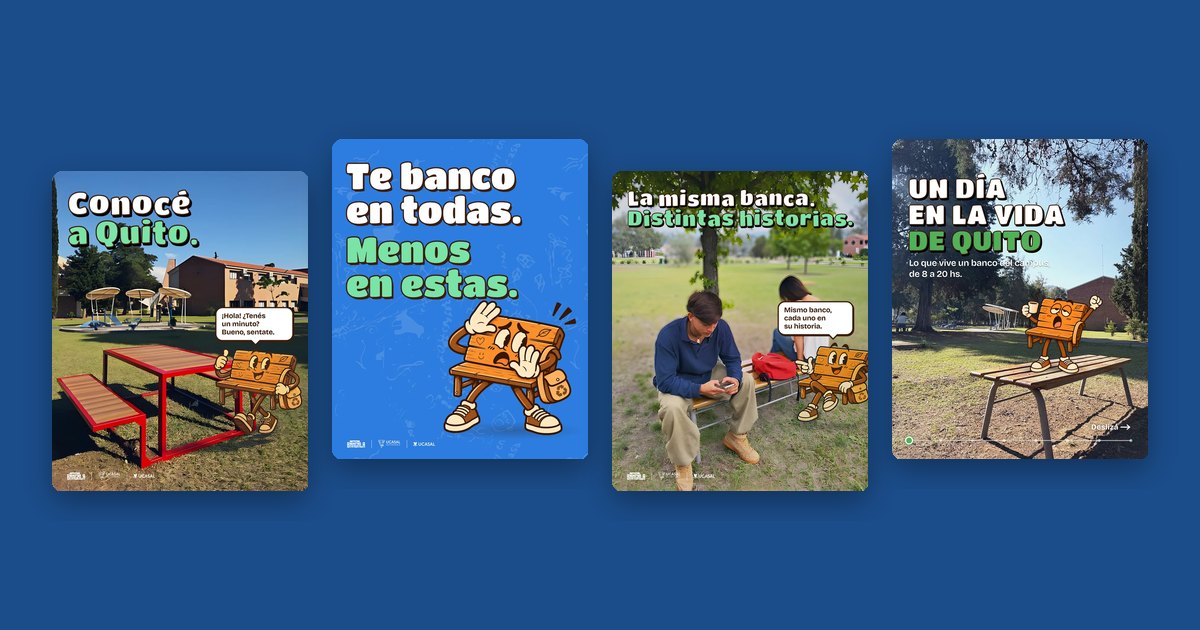 Conocé
a Quito.
¡Hola! ¿Tenés
un minuto?
Bueno, sentate.
UCASAL
Te banco
en todas.
Menos
en estas.
UCASAL
UCASAL
La misma banca.
Distintas historias.
Mismo banco,
cada uno en
su historia.
UCASAL
UN DÍA
EN LA VIDA
DE QUITO
Lo que vive un banco del campus
de 8 a 20 hs.
Deslizá →